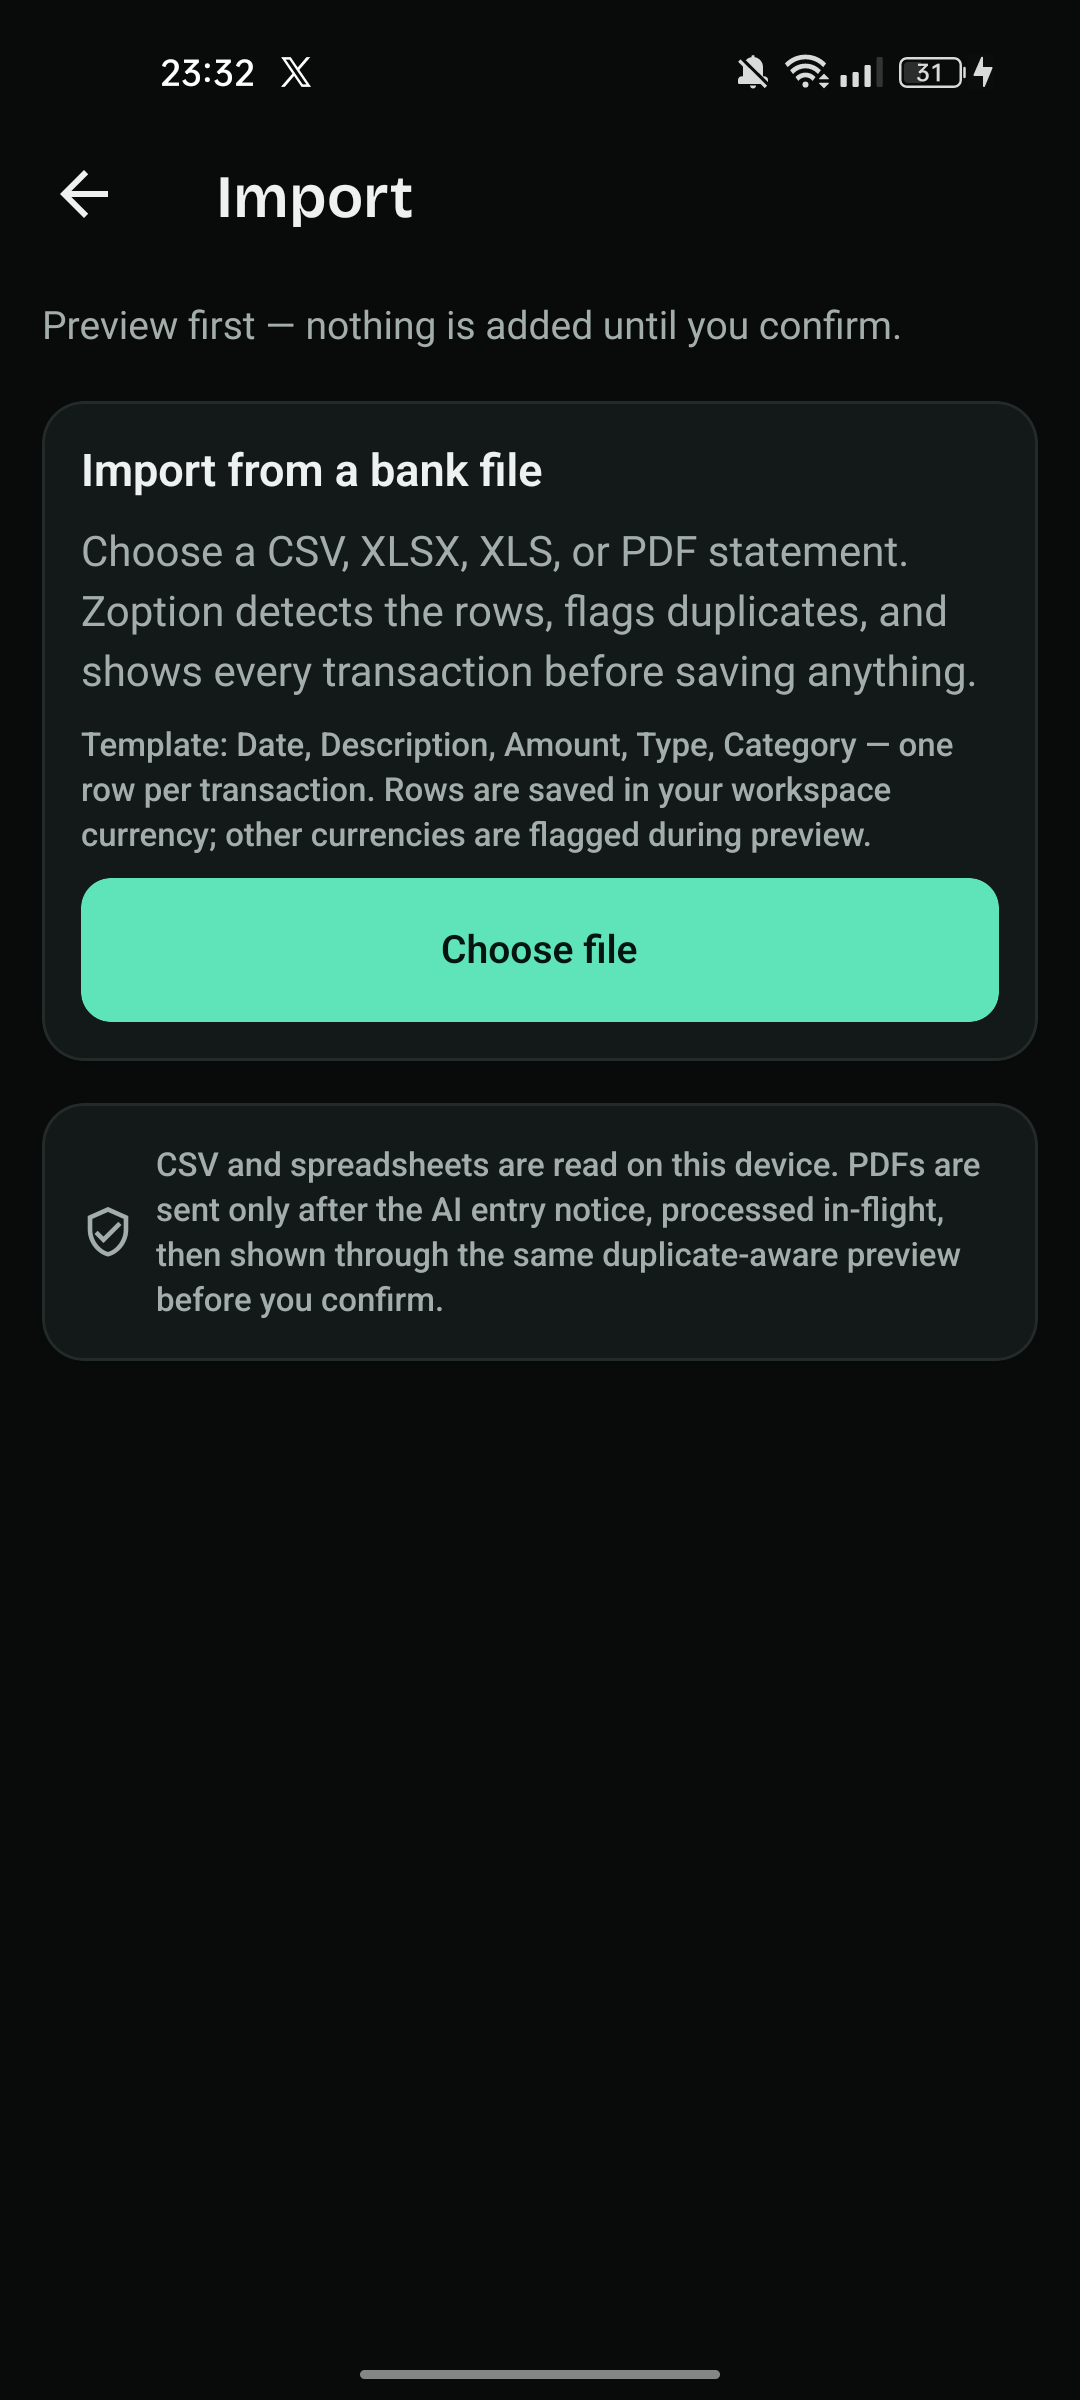 23:32
31
Import
Preview first — nothing is added until you confirm.
Import from a bank file
Choose a CSV, XLSX, XLS, or PDF statement.
Zoption detects the rows, flags duplicates, and
shows every transaction before saving anything.
Template: Date, Description, Amount, Type, Category — one
row per transaction. Rows are saved in your workspace
currency; other currencies are flagged during preview.
Choose file
CSV and spreadsheets are read on this device. PDFs are
sent only after the AI entry notice, processed in-flight,
then shown through the same duplicate-aware preview
before you confirm.